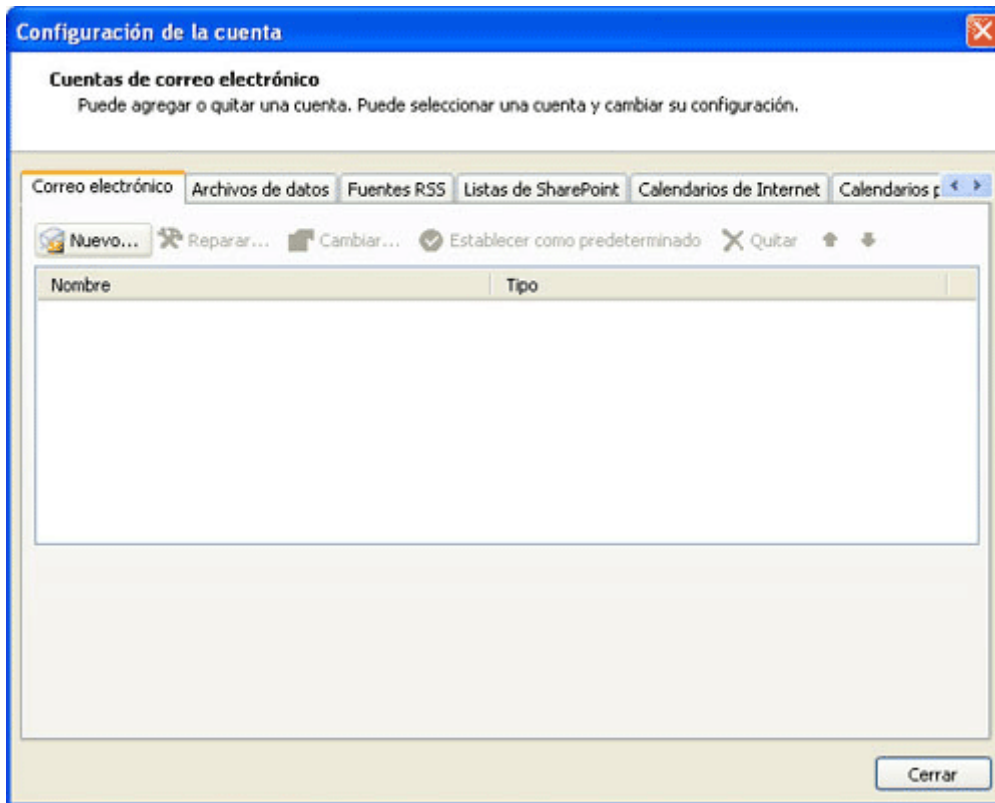 Configuración de la cuenta
Cuentas de correo electrónico
Puede agregar o quitar una cuenta. Puede seleccionar una cuenta y cambiar su configuración.
Correo electrónico Archivos de datos Fuentes RSS Listas de SharePoint Calendarios de Internet Calendarios p
Nuevo... Reparar... Cambiar... Establecer como predeterminado Quitar
Nombre Tipo
Cerrar